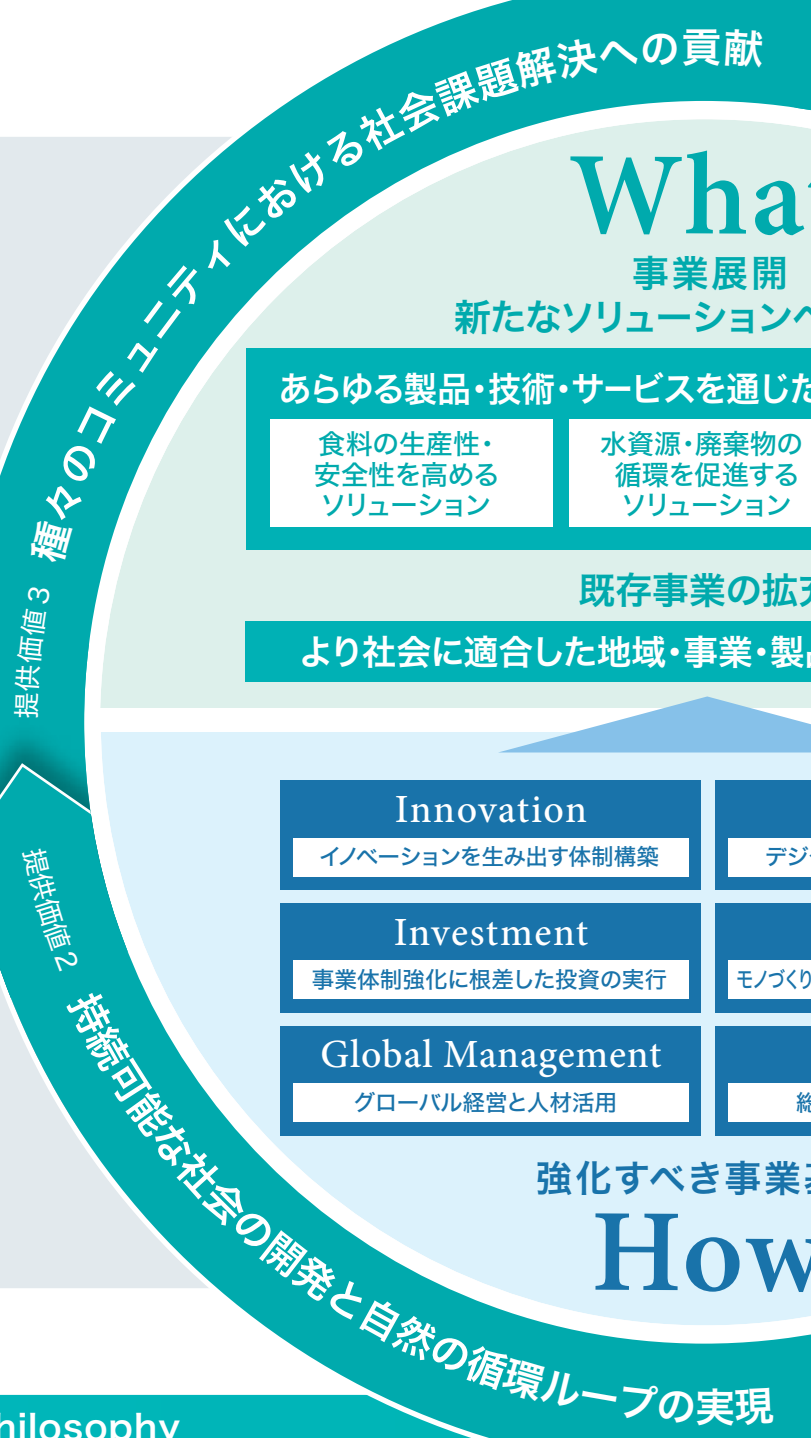 提供価値3 種々のコミュニティにおける社会課題解決への貢献
What
事業展開
新たなソリューションへ
あらゆる製品・技術・サービスを通じた
食料の生産性・
安全性を高める
ソリューション
水資源・廃棄物の
循環を促進する
ソリューション
既存事業の拡充
より社会に適合した地域・事業・製品
Innovation
イノベーションを生み出す体制構築
デジ
Investment
事業体制強化に根差した投資の実行
モノづくり
Global Management
グローバル経営と人材活用
総
強化すべき事業基
How
提供価値2 持続可能な社会の開発と自然の循環ループの実現
hilosophy